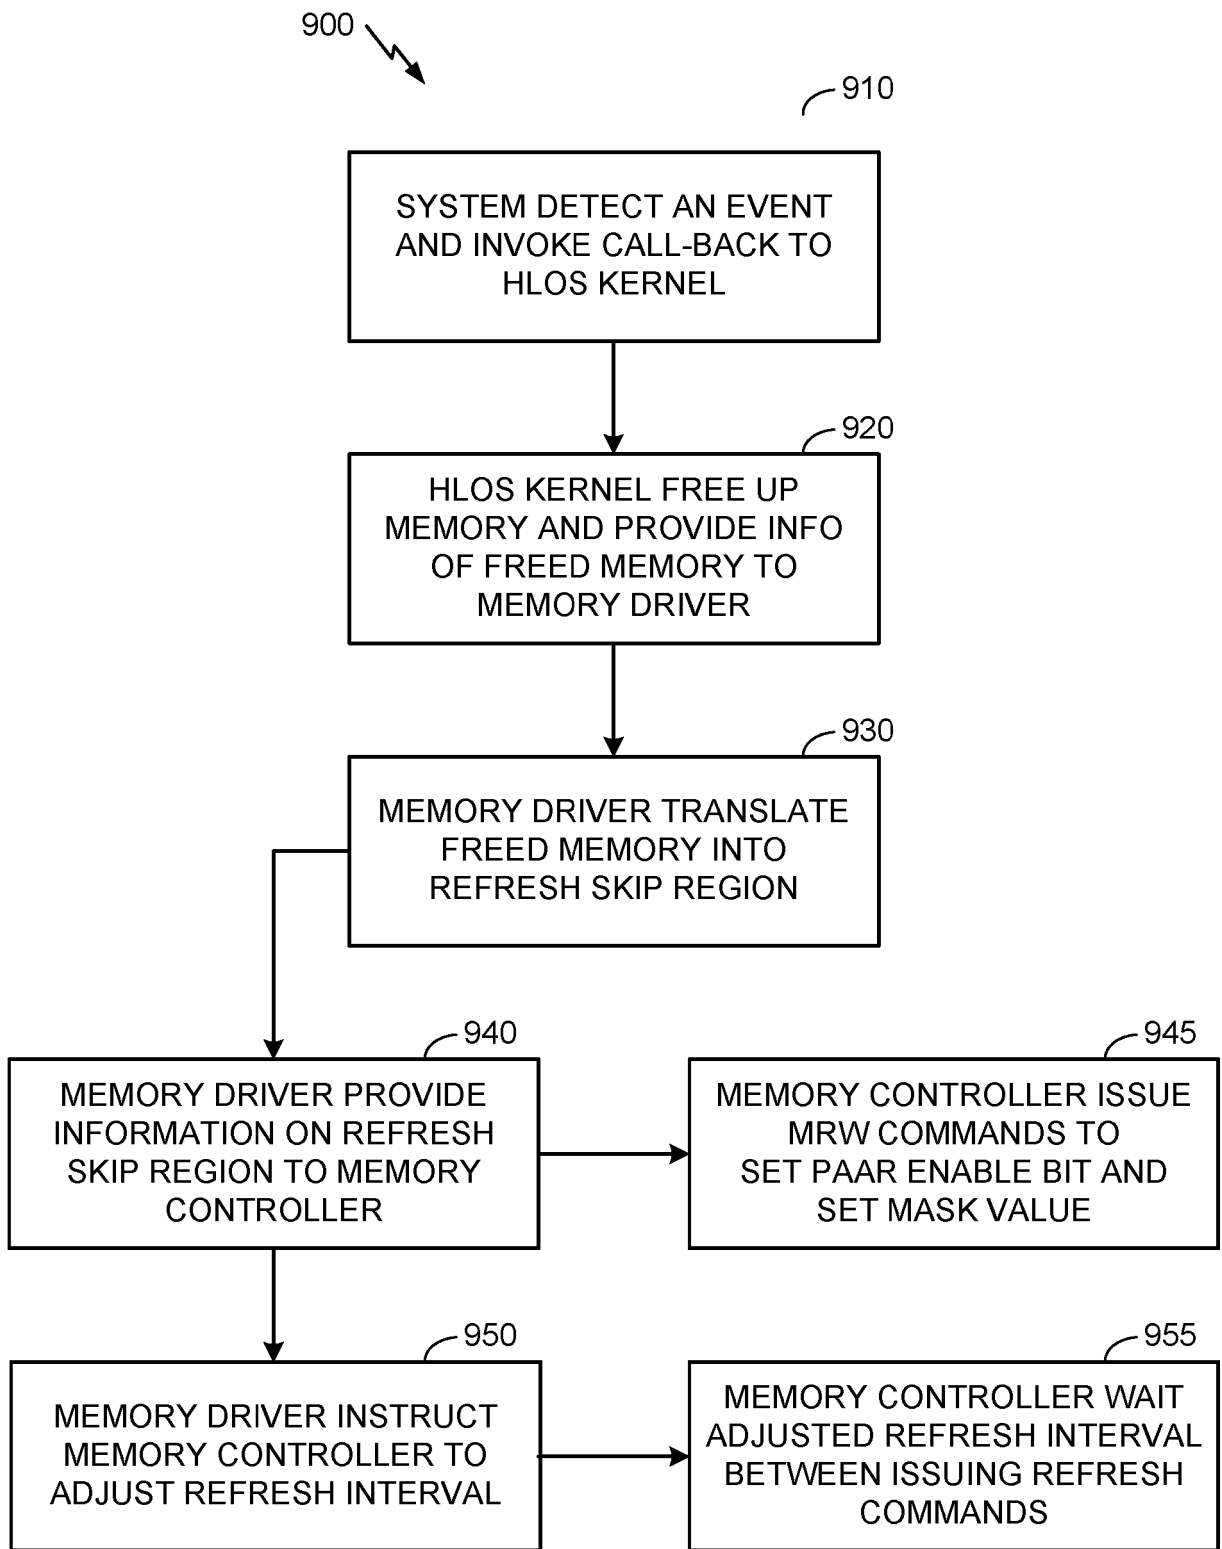 900
910
SYSTEM DETECT AN EVENT
AND INVOKE CALL-BACK TO
HLOS KERNEL
920
HLOS KERNEL FREE UP
MEMORY AND PROVIDE INFO
OF FREED MEMORY TO
MEMORY DRIVER
930
MEMORY DRIVER TRANSLATE
FREED MEMORY INTO
REFRESH SKIP REGION
940
MEMORY DRIVER PROVIDE
INFORMATION ON REFRESH
SKIP REGION TO MEMORY
CONTROLLER
945
MEMORY CONTROLLER ISSUE
MRW COMMANDS TO
SET PAAR ENABLE BIT AND
SET MASK VALUE
950
MEMORY DRIVER INSTRUCT
MEMORY CONTROLLER TO
ADJUST REFRESH INTERVAL
955
MEMORY CONTROLLER WAIT
ADJUSTED REFRESH INTERVAL
BETWEEN ISSUING REFRESH
COMMANDS